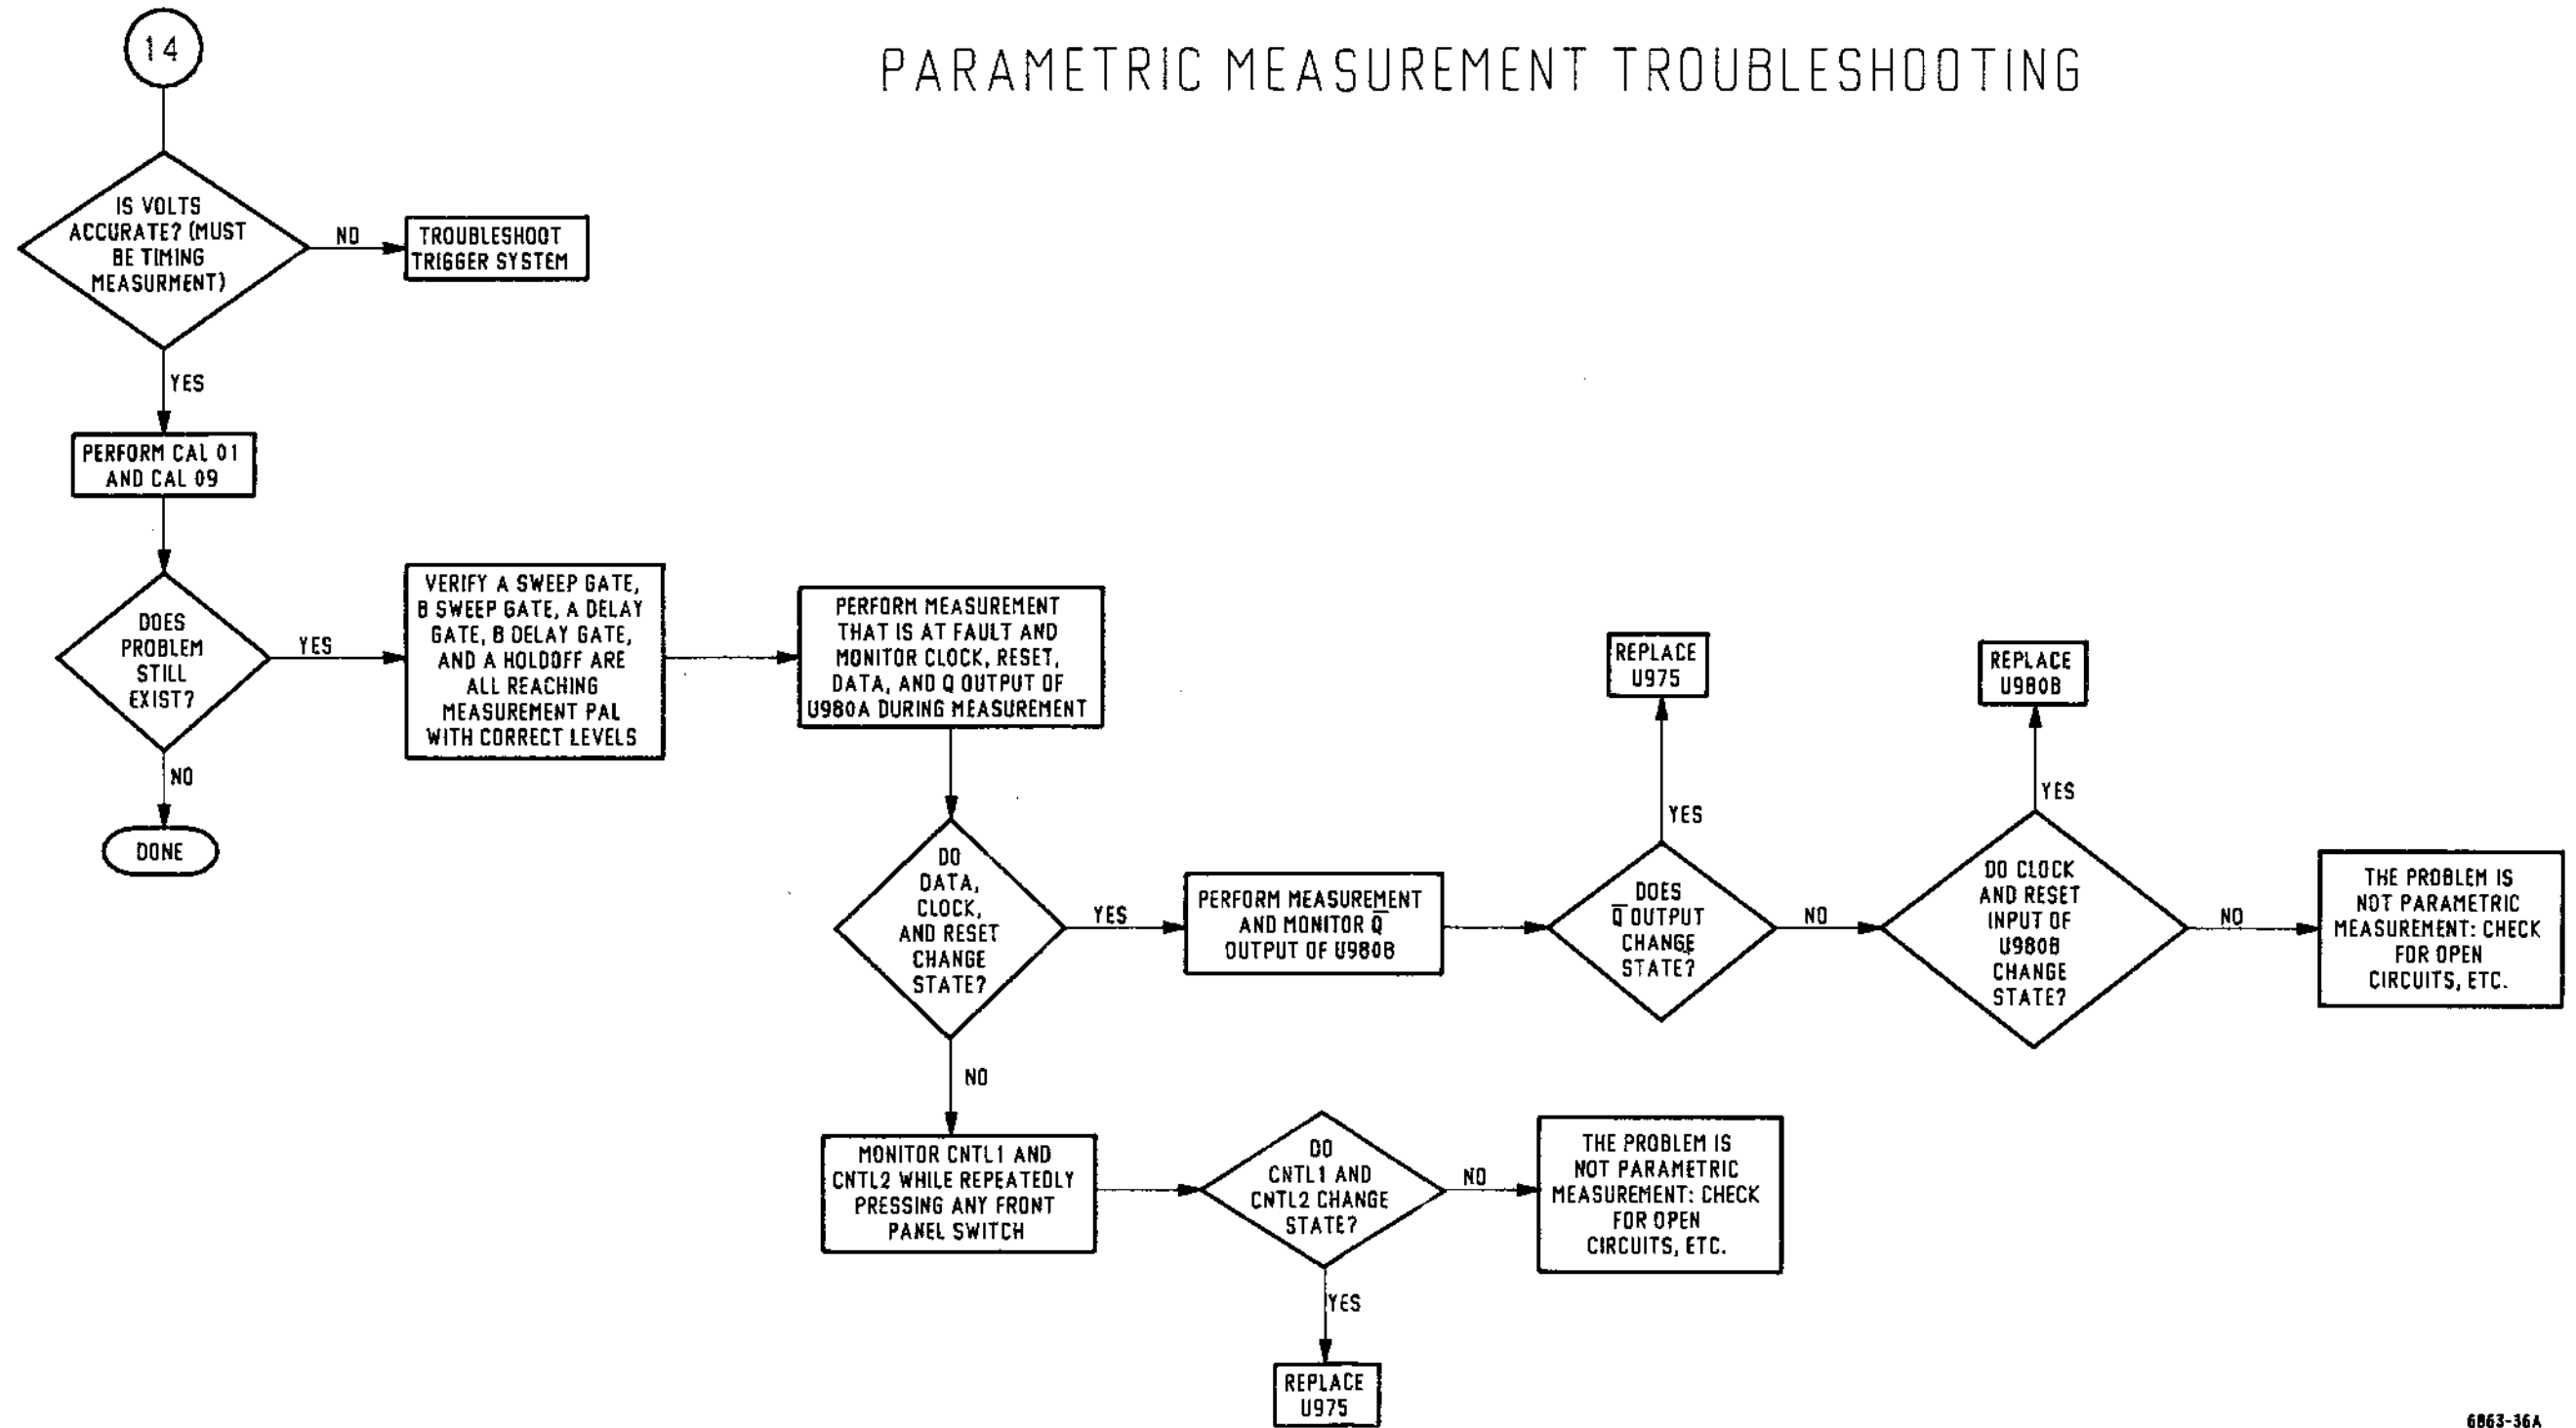 14
PARAMETRIC MEASUREMENT TROUBLESHOOTING
IS VOLTS
ACCURATE? (MUST
BE TIMING
MEASURMENT)
NO
TROUBLESHOOT
TRIGGER SYSTEM
YES
PERFORM CAL 01
AND CAL 09
DOES
PROBLEM
STILL
EXIST?
YES
NO
DONE
VERIFY A SWEEP GATE,
B SWEEP GATE, A DELAY
GATE, B DELAY GATE,
AND A HOLDOFF ARE
ALL REACHING
MEASUREMENT PAL
WITH CORRECT LEVELS
PERFORM MEASUREMENT
THAT IS AT FAULT AND
MONITOR CLOCK, RESET,
DATA, AND Q OUTPUT OF
U980A DURING MEASUREMENT
DO
DATA,
CLOCK,
AND RESET
CHANGE
STATE?
YES
PERFORM MEASUREMENT
AND MONITOR Q̅
OUTPUT OF U980B
DOES
Q̅ OUTPUT
CHANGE
STATE?
YES
REPLACE
U975
NO
DO CLOCK
AND RESET
INPUT OF
U980B
CHANGE
STATE?
YES
REPLACE
U980B
NO
THE PROBLEM IS
NOT PARAMETRIC
MEASUREMENT: CHECK
FOR OPEN
CIRCUITS, ETC.
NO
MONITOR CNTL1 AND
CNTL2 WHILE REPEATEDLY
PRESSING ANY FRONT
PANEL SWITCH
DO
CNTL1 AND
CNTL2 CHANGE
STATE?
NO
THE PROBLEM IS
NOT PARAMETRIC
MEASUREMENT: CHECK
FOR OPEN
CIRCUITS, ETC.
YES
REPLACE
U975
6863-36A